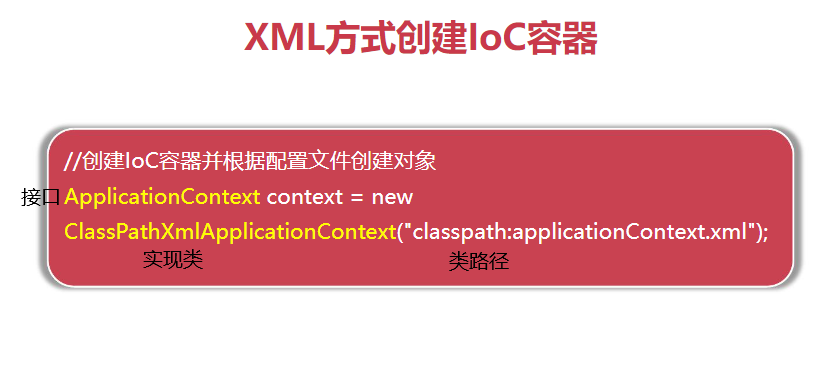 XML方式创建IoC容器
//创建IoC容器并根据配置文件创建对象
接口 ApplicationContext context = new
ClassPathXmlApplicationContext("classpath:applicationContext.xml");
实现类 类路径